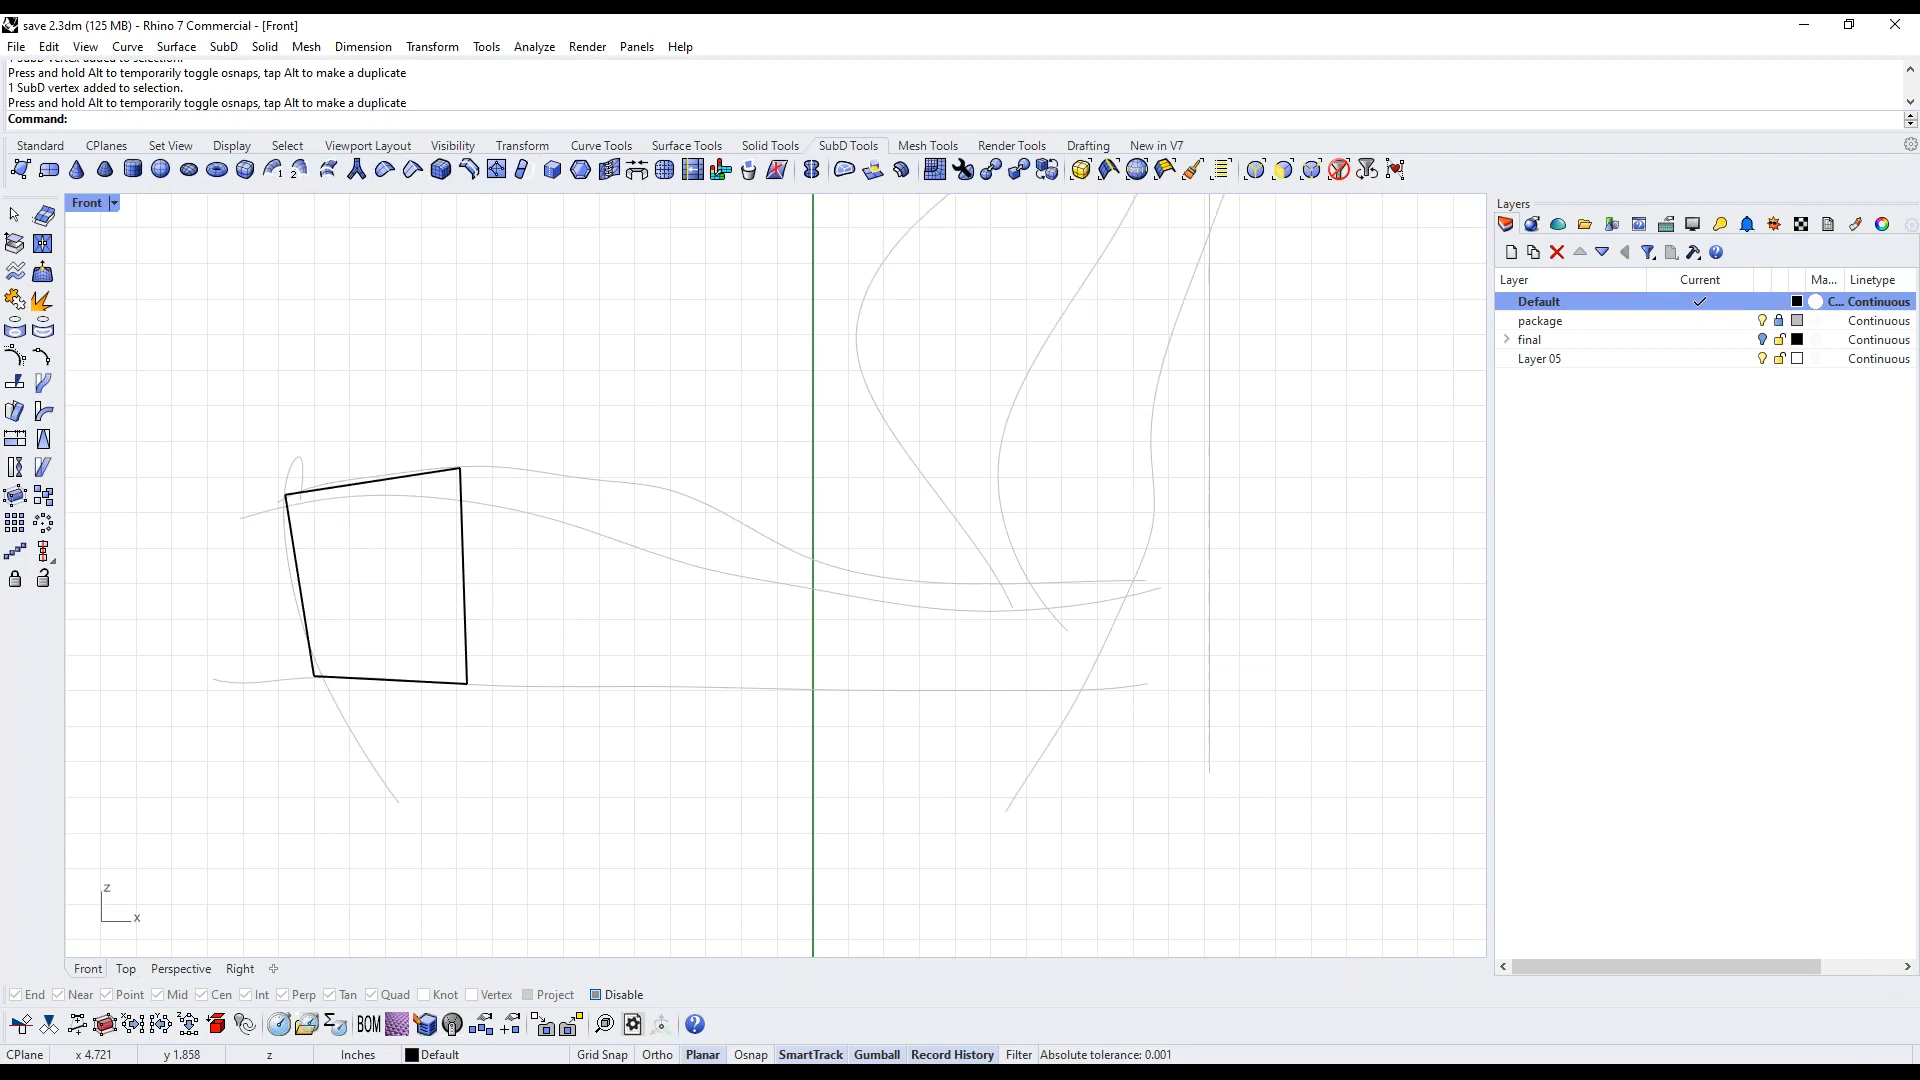 save 2.3dm (125 MB) - Rhino 7 Commercial - [Front]
File Edit View Curve Surface SubD Solid Mesh Dimension Transform Tools Analyze Render Panels Help
1 SubD vertex added to selection.
Press and hold Alt to temporarily toggle osnaps, tap Alt to make a duplicate
1 SubD vertex added to selection.
Press and hold Alt to temporarily toggle osnaps, tap Alt to make a duplicate
Command:
Standard CPlanes Set View Display Select Viewport Layout Visibility Transform Curve Tools Surface Tools Solid Tools SubD Tools Mesh Tools Render Tools Drafting New in V7
Front
Layers
Layer Current Ma... Linetype
Default C... Continuous
package Continuous
final Continuous
Layer 05 Continuous
z
x
Front Top Perspective Right
End Near Point Mid Cen Int Perp Tan Quad Knot Vertex Project Disable
BOM
CPlane x 4.721 y 1.858 z Inches Default Grid Snap Ortho Planar Osnap SmartTrack Gumball Record History Filter Absolute tolerance: 0.001